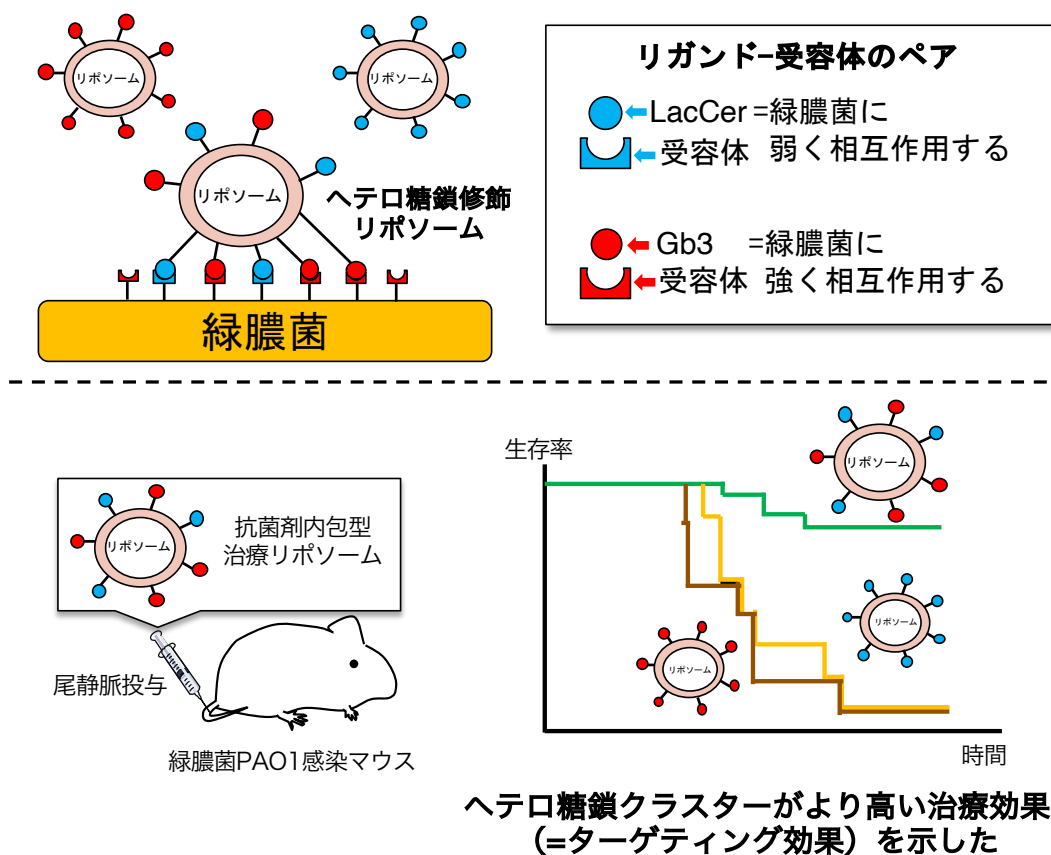 リポソーム
リポソーム
リポソーム
ヘテロ糖鎖修飾
リポソーム
緑膿菌
リガンド-受容体のペア
LacCer =緑膿菌に
受容体 弱く相互作用する
Gb3 =緑膿菌に
受容体 強く相互作用する
リポソーム
抗菌剤内包型
治療リポソーム
尾静脈投与
緑膿菌PAO1感染マウス
生存率
リポソーム
リポソーム
リポソーム
時間
ヘテロ糖鎖クラスターがより高い治療効果
(=ターゲティング効果)を示した